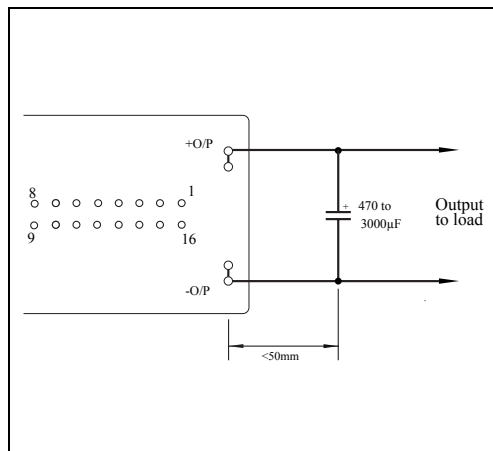 +O/P
8
1
9
16
+ 470 to
3000µF
Output
to load
-O/P
<50mm